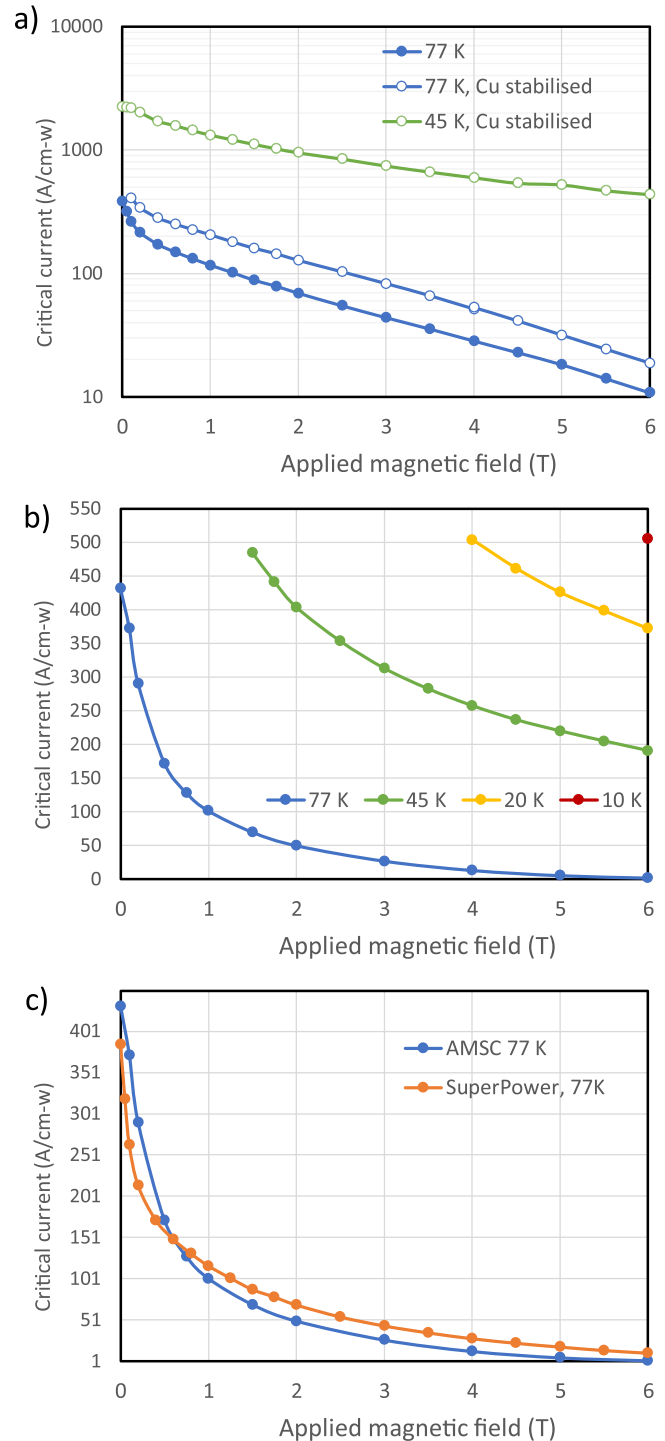 a)
10000
1000
100
10
Critical current (A/cm-w)
77 K
77 K, Cu stabilised
45 K, Cu stabilised
0 1 2 3 4 5 6
Applied magnetic field (T)
b)
550
500
450
400
350
300
250
200
150
100
50
0
Critical current (A/cm-w)
77 K 45 K 20 K 10 K
0 1 2 3 4 5 6
Applied magnetic field (T)
c)
401
351
301
251
201
151
101
51
1
Critical current (A/cm-w)
AMSC 77 K
SuperPower, 77K
0 1 2 3 4 5 6
Applied magnetic field (T)